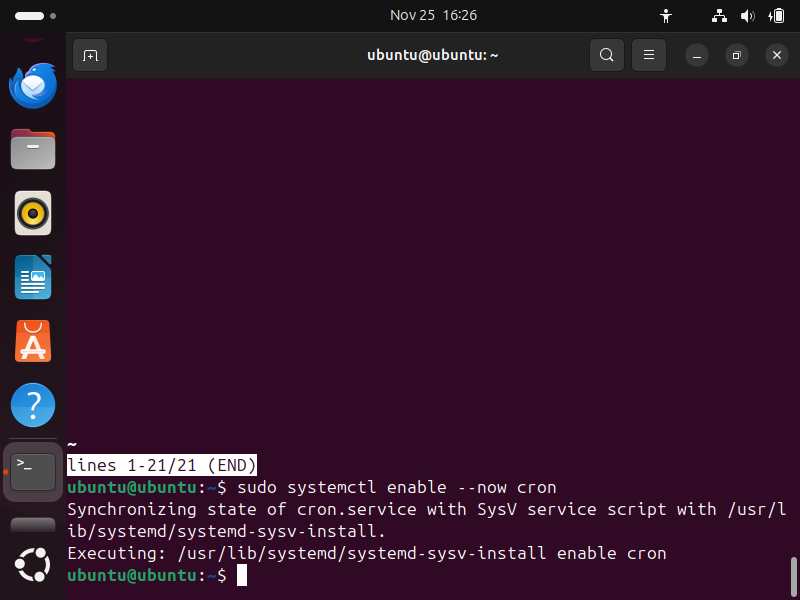 Nov 25 16:26
ubuntu@ubuntu: ~
~
lines 1-21/21 (END)
ubuntu@ubuntu:~$ sudo systemctl enable --now cron
Synchronizing state of cron.service with SysV service script with /usr/l
ib/systemd/systemd-sysv-install.
Executing: /usr/lib/systemd/systemd-sysv-install enable cron
ubuntu@ubuntu:~$